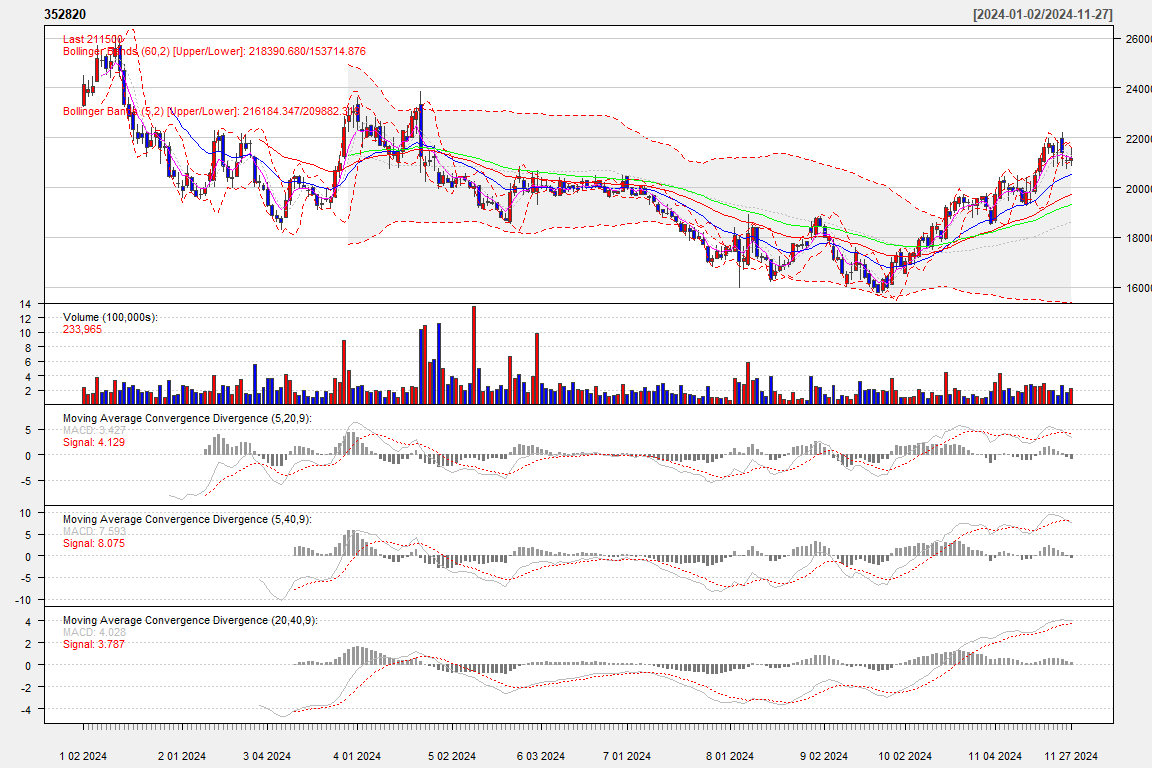 352820 [2024-01-02/2024-11-27]
Last 211500
Bollinger Bands (60,2) [Upper/Lower]: 218390.680/153714.876
Bollinger Bands (5,2) [Upper/Lower]: 216184.347/209882.
26000
24000
22000
20000
18000
16000
Volume (100,000s):
233,965
14
12
10
8
6
4
2
Moving Average Convergence Divergence (5,20,9):
MACD: 3.427
Signal: 4.129
5
0
-5
Moving Average Convergence Divergence (5,40,9):
MACD: 7.593
Signal: 8.075
10
5
0
-5
-10
Moving Average Convergence Divergence (20,40,9):
MACD: 4.028
Signal: 3.787
4
2
0
-2
-4
1 02 2024 2 01 2024 3 04 2024 4 01 2024 5 02 2024 6 03 2024 7 01 2024 8 01 2024 9 02 2024 10 02 2024 11 04 2024 11 27 2024